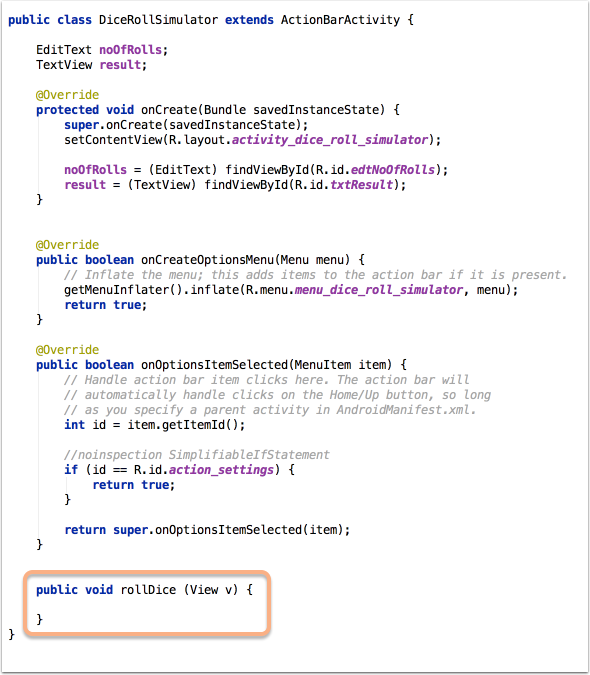 public class DiceRollSimulator extends ActionBarActivity {
EditText noOfRolls;
TextView result;
@Override
protected void onCreate(Bundle savedInstanceState) {
super.onCreate(savedInstanceState);
setContentView(R.layout.activity_dice_roll_simulator);
noOfRolls = (EditText) findViewById(R.id.edtNoOfRolls);
result = (TextView) findViewById(R.id.txtResult);
}
@Override
public boolean onCreateOptionsMenu(Menu menu) {
// Inflate the menu; this adds items to the action bar if it is present.
getMenuInflater().inflate(R.menu.menu_dice_roll_simulator, menu);
return true;
}
@Override
public boolean onOptionsItemSelected(MenuItem item) {
// Handle action bar item clicks here. The action bar will
// automatically handle clicks on the Home/Up button, so long
// as you specify a parent activity in AndroidManifest.xml.
int id = item.getItemId();
//noinspection SimplifiableIfStatement
if (id == R.id.action_settings) {
return true;
}
return super.onOptionsItemSelected(item);
}
public void rollDice (View v) {
}
}